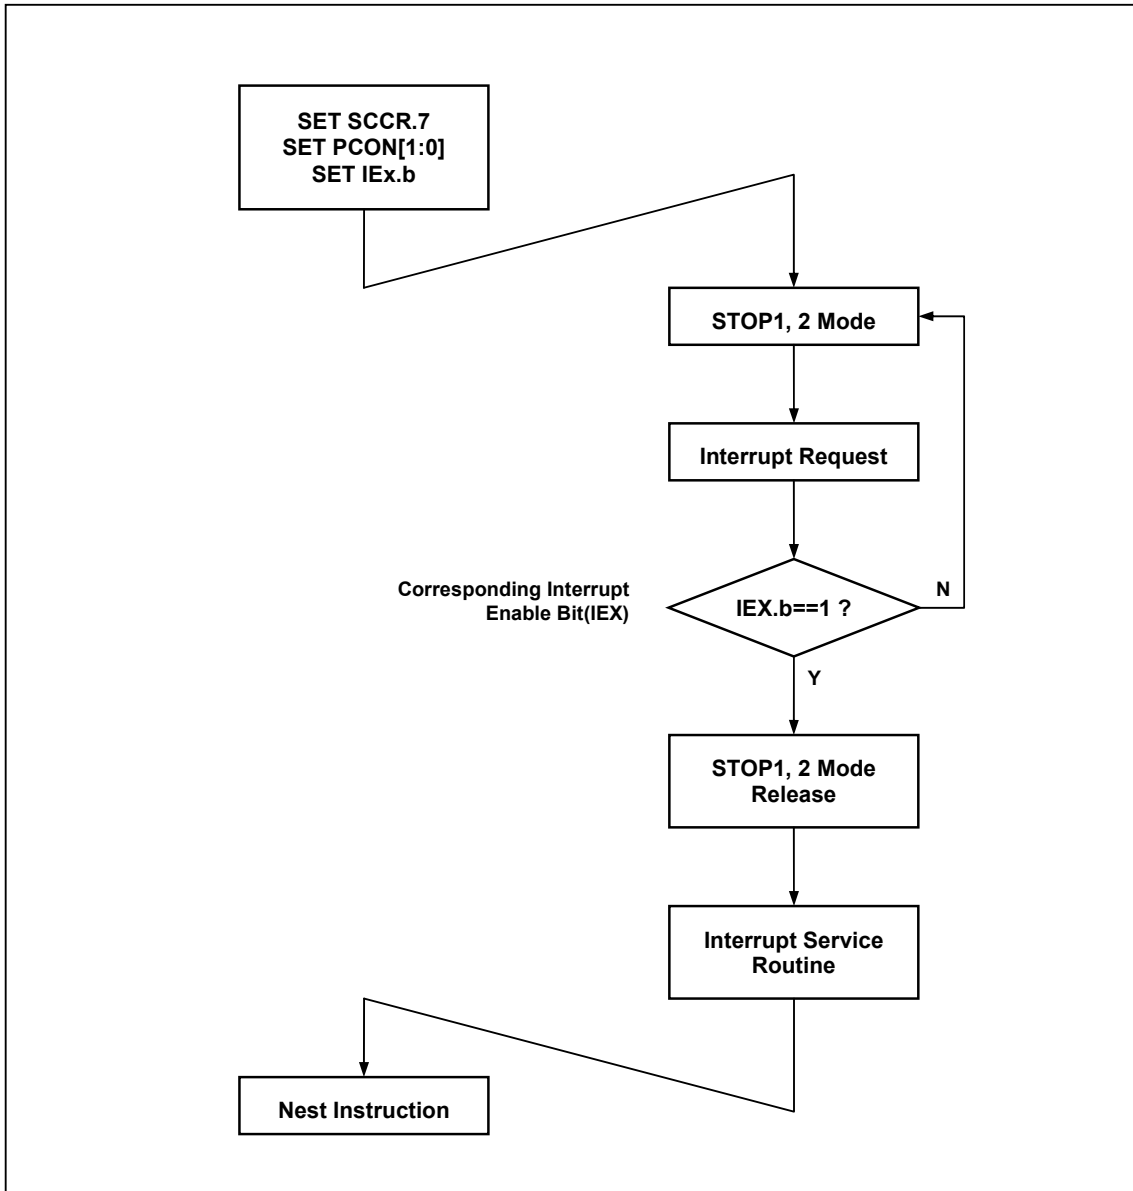 SET SCCR.7
SET PCON[1:0]
SET IEx.b
STOP1, 2 Mode
Interrupt Request
Corresponding Interrupt
Enable Bit(IEX)
IEX.b==1 ?
N
Y
STOP1, 2 Mode
Release
Interrupt Service
Routine
Nest Instruction